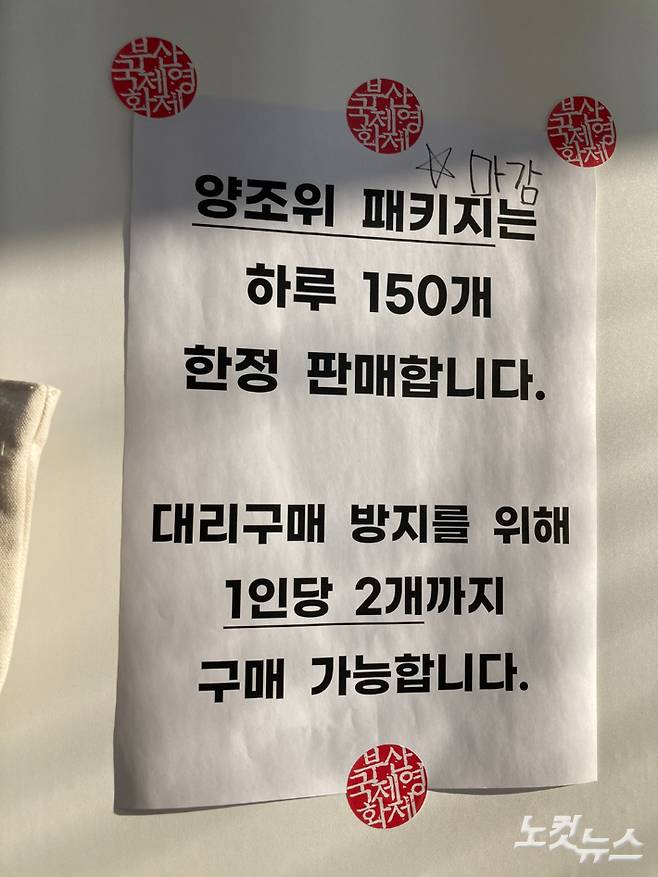 부산
국제영
화제
부산
국제영
화제
부산
국제영
화제
☆ 마감
양조위 패키지는
하루 150개
한정 판매합니다.
대리구매 방지를 위해
1인당 2개까지
구매 가능합니다.
부산
국제영
화제
노컷뉴스